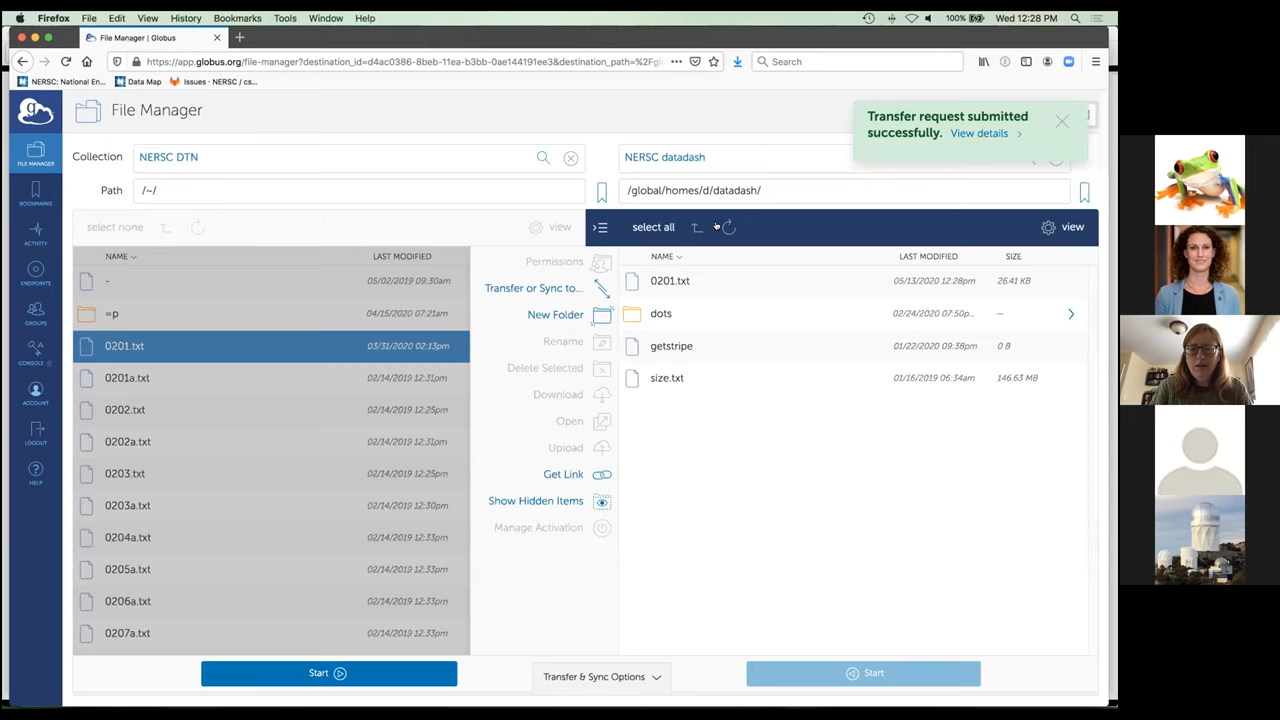 Firefox File Edit View History Bookmarks Tools Window Help 100% Wed 12:28 PM
File Manager | Globus
https://app.globus.org/file-manager?destination_id=d4ac0386-8beb-11ea-b3bb-0ae144191ee3&destination_path=%2Fglo
Search
NERSC: National En... Data Map Issues · NERSC / cs...
File Manager
Transfer request submitted
successfully. View details
FILE MANAGER
BOOKMARKS
ACTIVITY
ENDPOINTS
GROUPS
CONSOLE
ACCOUNT
LOGOUT
HELP
Collection NERSC DTN NERSC datadash
Path /~/ /global/homes/d/datadash/
select none view select all view
NAME LAST MODIFIED
- 05/02/2019 09:30am
=p 04/15/2020 07:21am
0201.txt 03/31/2020 02:13pm
0201a.txt 02/14/2019 12:31pm
0202.txt 02/14/2019 12:25pm
0202a.txt 02/14/2019 12:31pm
0203.txt 02/14/2019 12:25pm
0203a.txt 02/14/2019 12:30pm
0204a.txt 02/14/2019 12:33pm
0205a.txt 02/14/2019 12:33pm
0206a.txt 02/14/2019 12:33pm
0207a.txt 02/14/2019 12:33pm
Permissions
Transfer or Sync to...
New Folder
Rename
Delete Selected
Download
Open
Upload
Get Link
Show Hidden Items
Manage Activation
NAME LAST MODIFIED SIZE
0201.txt 05/13/2020 12:28pm 26.41 KB
dots 02/24/2020 07:50p... —
getstripe 01/22/2020 09:38pm 0 B
size.txt 01/16/2019 06:34am 146.63 MB
Start Transfer & Sync Options Start